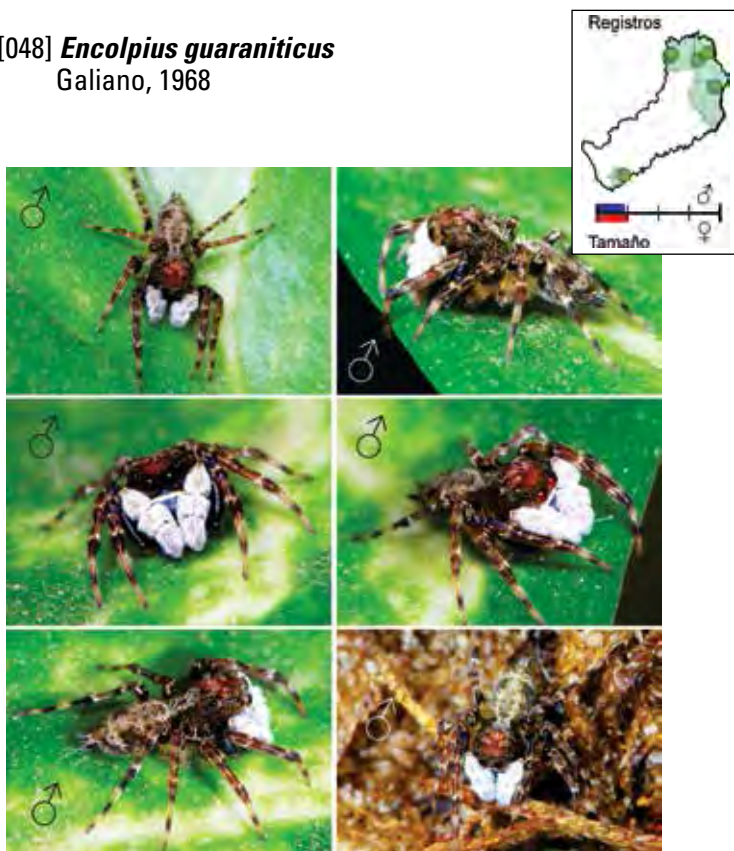 [048] Encolpius guaraniticus
Galiano, 1968
Registros
♂
♀
Tamaño
♂
♂
♂
♂
♂
♂